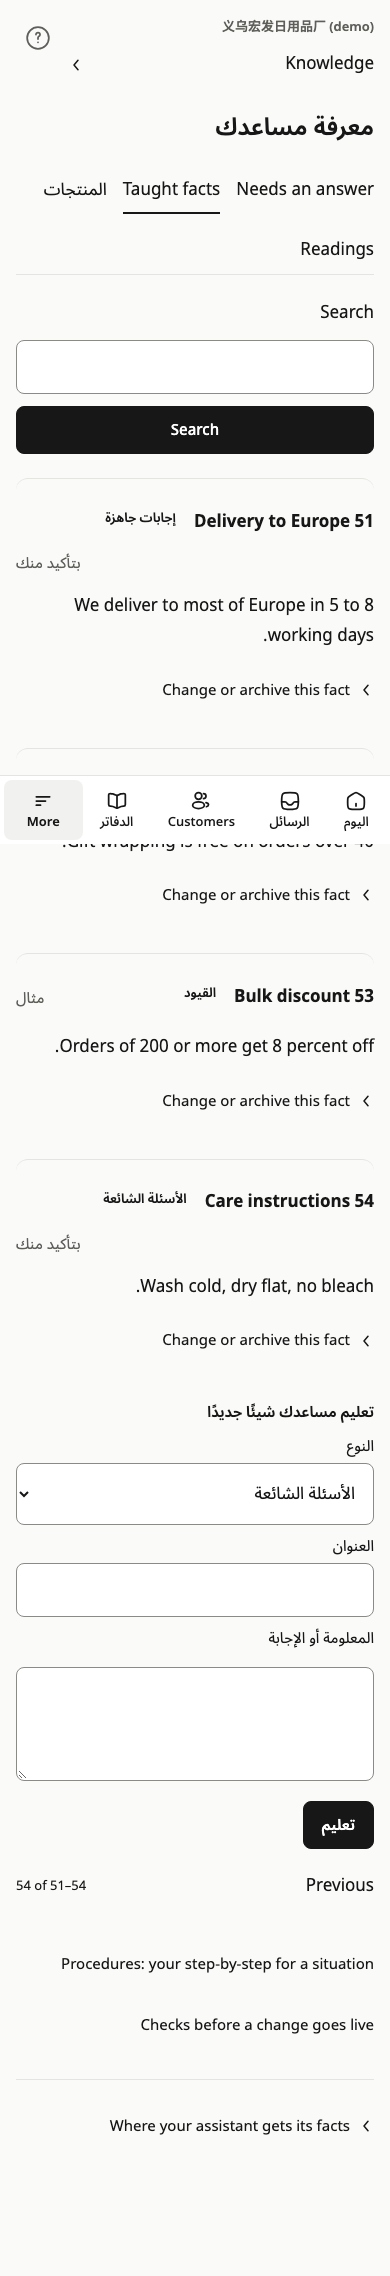 义乌宏发日用品厂 (demo)
Knowledge
معرفة مساعدك
Needs an answer
Taught facts
المنتجات
Readings
Search
Search
Delivery to Europe 51
إجابات جاهزة
بتأكيد منك
We deliver to most of Europe in 5 to 8
working days.
Change or archive this fact
اليوم
الرسائل
Customers
الدفاتر
More
Change or archive this fact
Bulk discount 53
القيود
مثال
Orders of 200 or more get 8 percent off.
Change or archive this fact
Care instructions 54
الأسئلة الشائعة
بتأكيد منك
Wash cold, dry flat, no bleach.
Change or archive this fact
تعليم مساعدك شيئًا جديدًا
النوع
الأسئلة الشائعة
العنوان
المعلومة أو الإجابة
تعليم
Previous
54 of 51–54
Procedures: your step-by-step for a situation
Checks before a change goes live
Where your assistant gets its facts